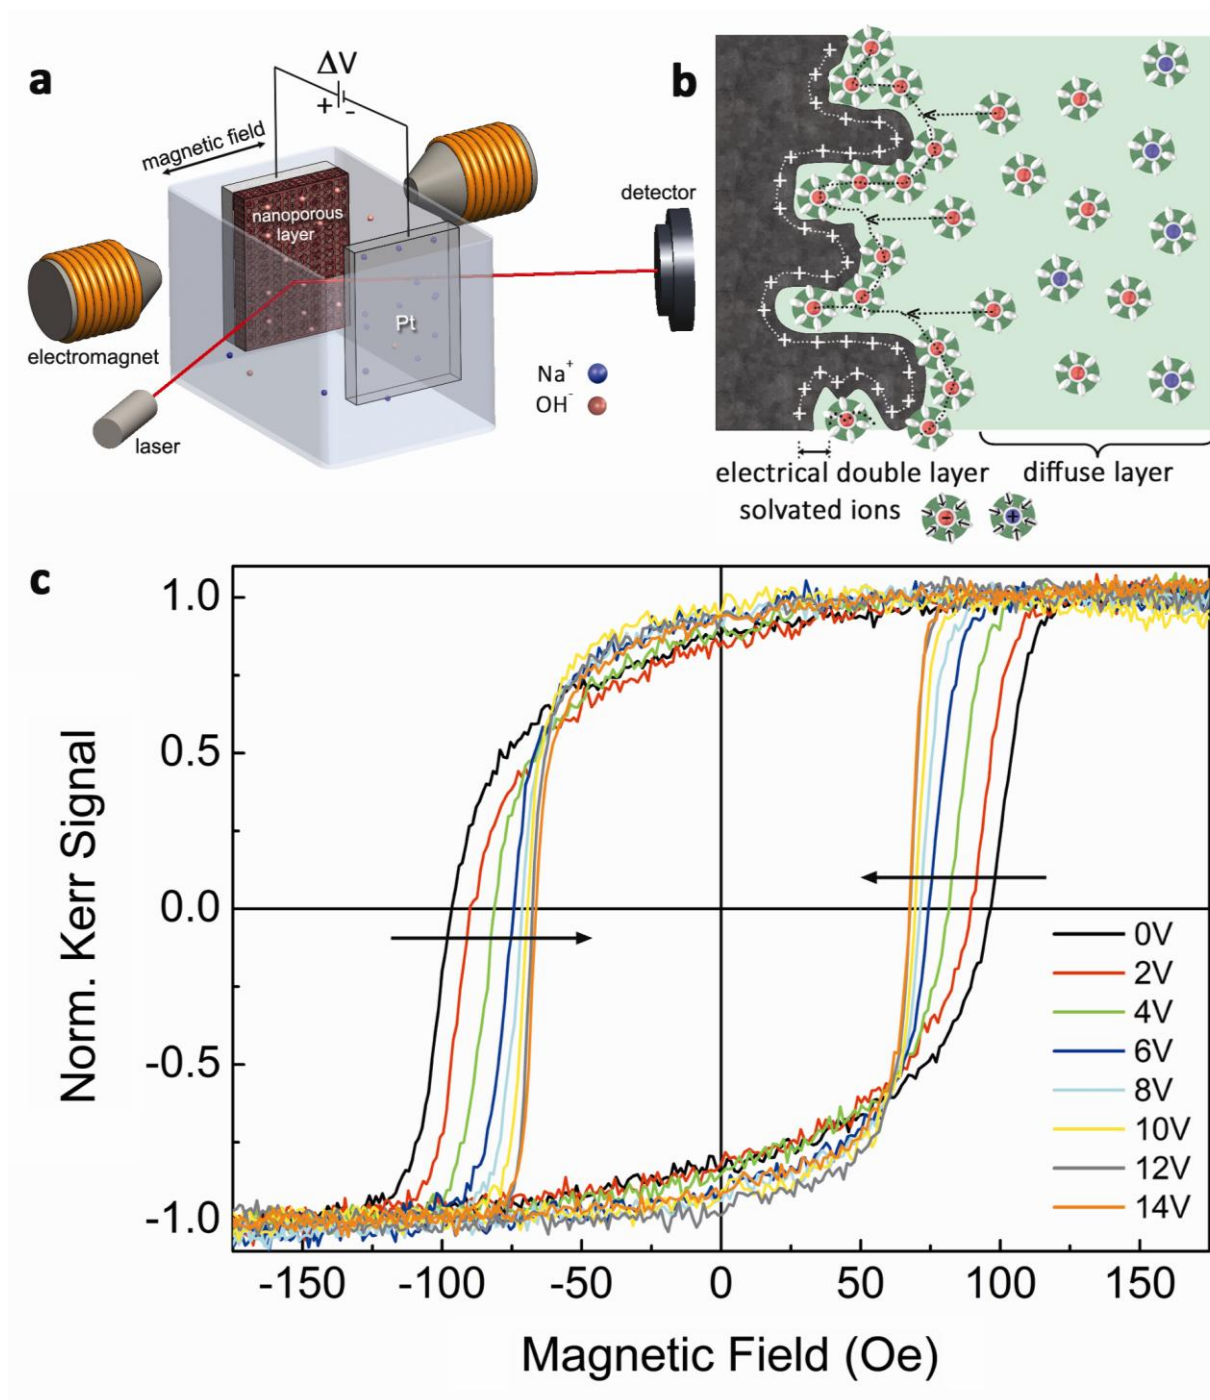 a
ΔV
+ -
magnetic field
nanoporous
layer
detector
Pt
electromagnet
Na⁺
OH⁻
laser
b
electrical double layer
diffuse layer
solvated ions
- +
c
Norm. Kerr Signal
1.0
0.5
0.0
-0.5
-1.0
0V
2V
4V
6V
8V
10V
12V
14V
-150 -100 -50 0 50 100 150
Magnetic Field (Oe)